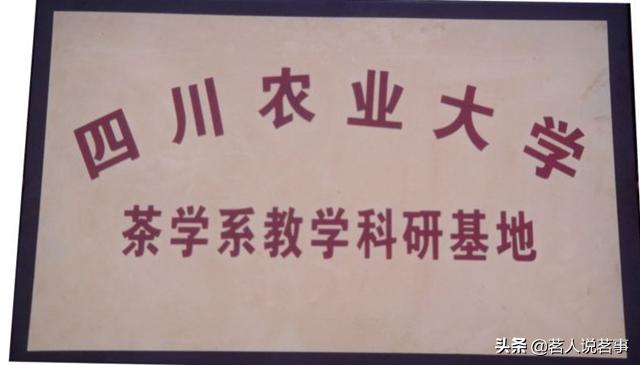 四川农业大学
茶学系教学科研基地
头条 @茗人说茗事